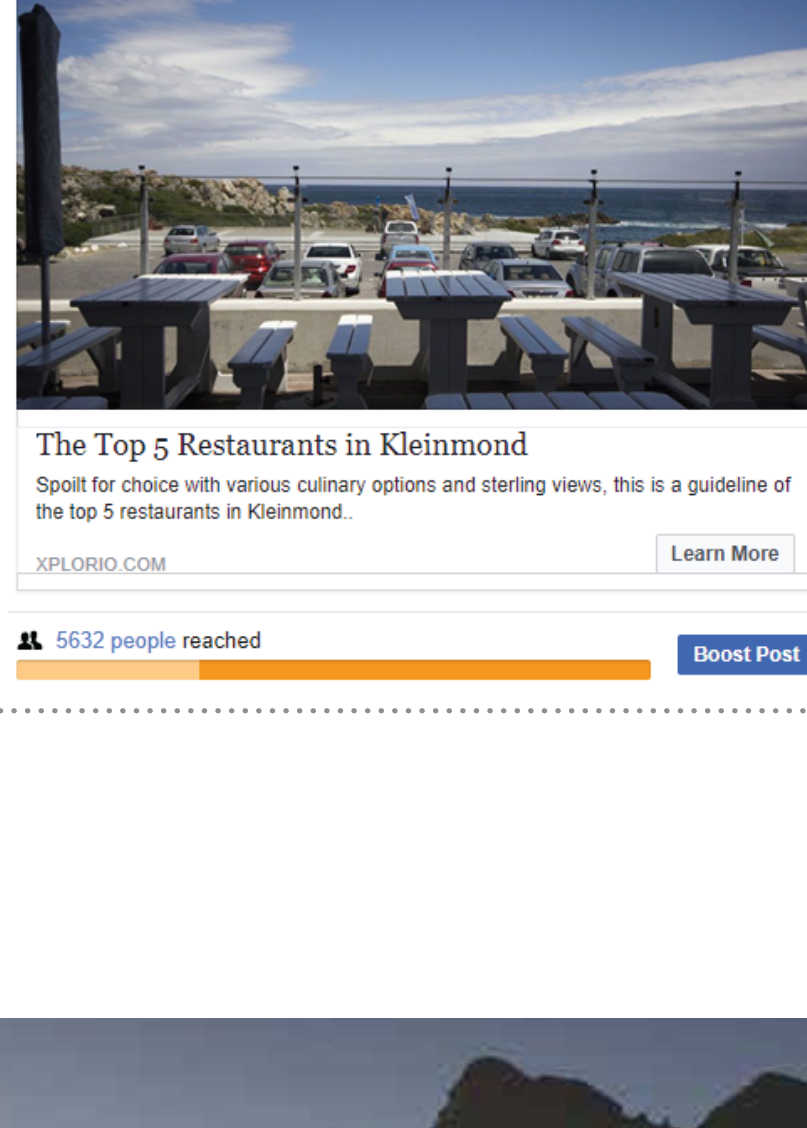 The Top 5 Restaurants in Kleinmond
Spoilt for choice with various culinary options and sterling views, this is a guideline of
the top 5 restaurants in Kleinmond..
XPLORIO.COM
Learn More
5632 people reached
Boost Post